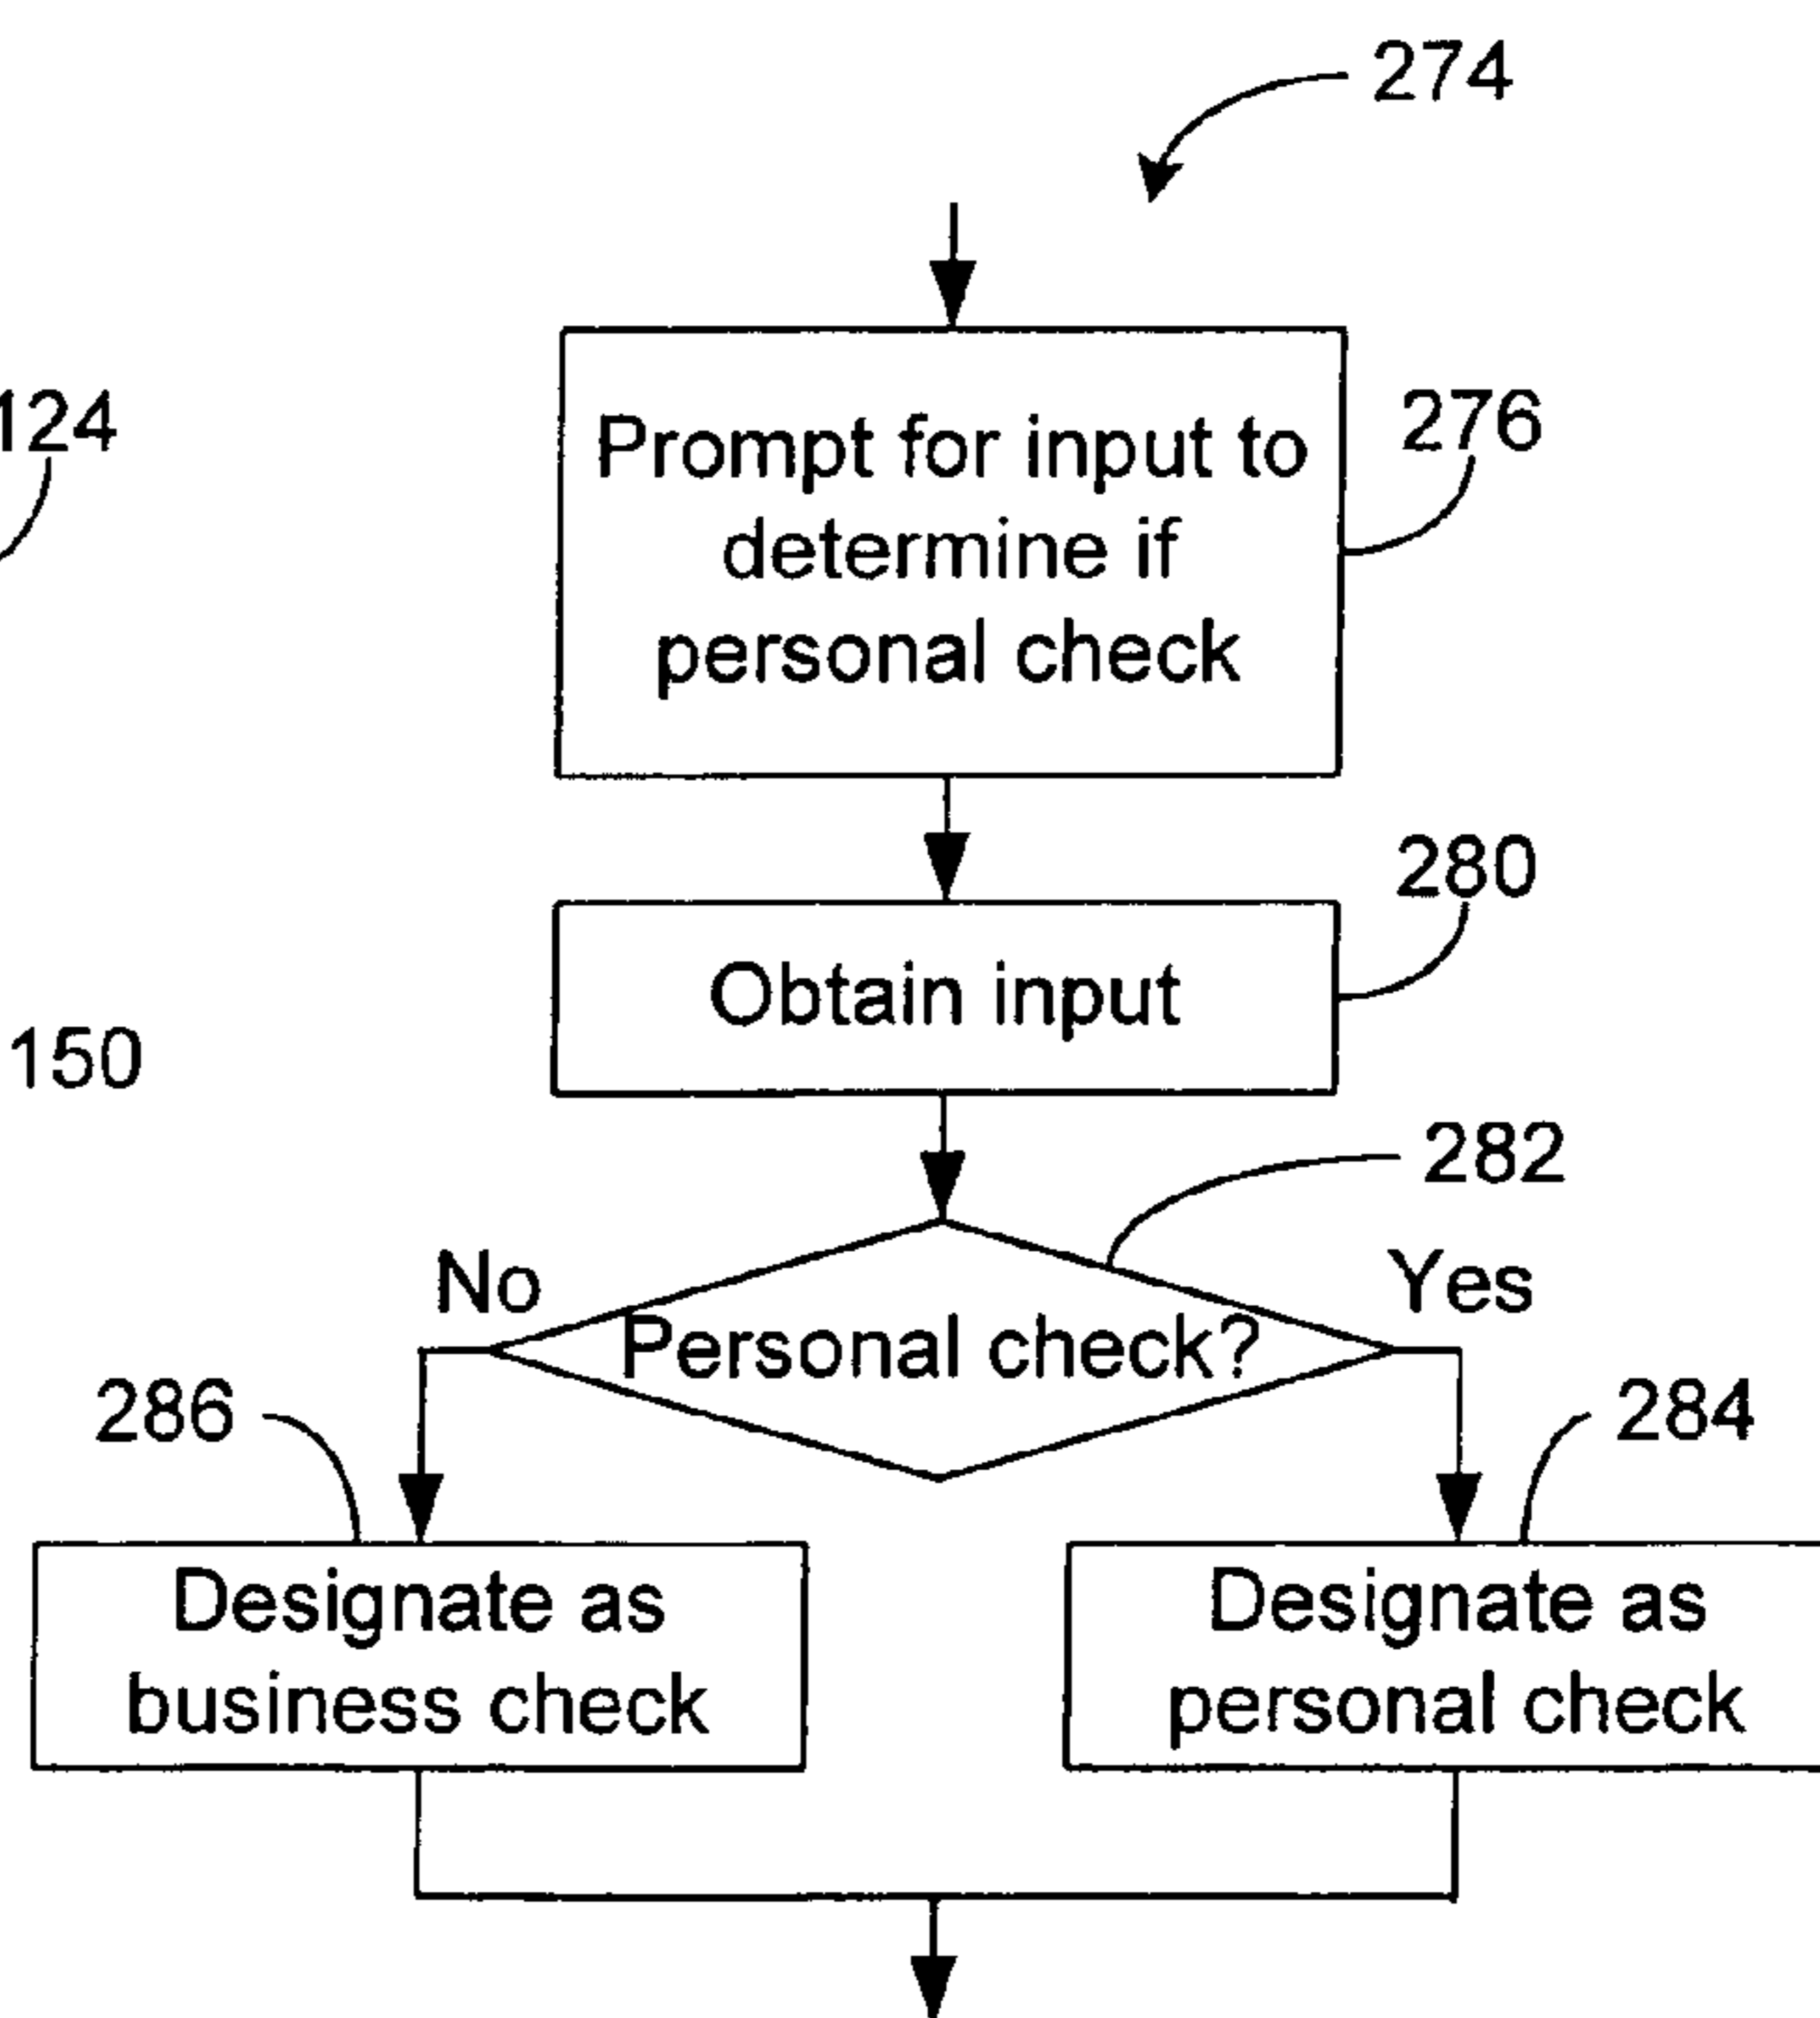 274
124
Prompt for input to
determine if
personal check
276
280
Obtain input
150
282
No
Yes
Personal check?
286
284
Designate as
business check
Designate as
personal check